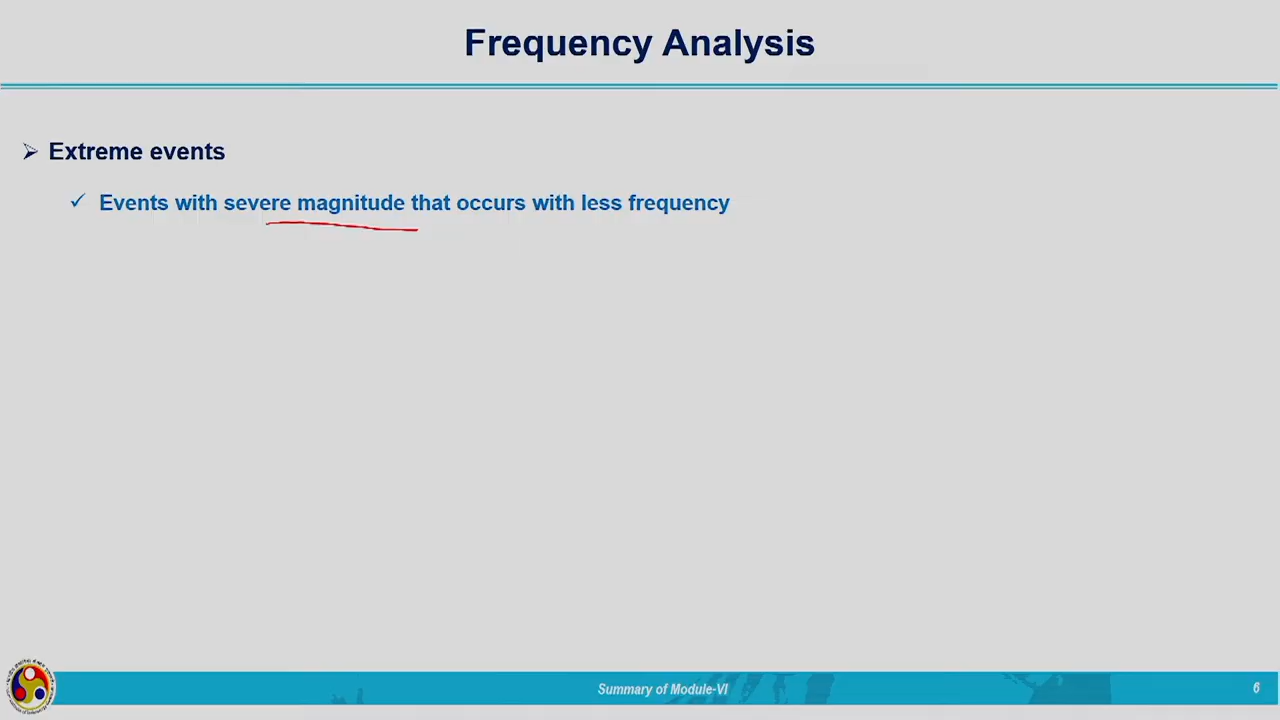 Frequency Analysis
Extreme events
Events with severe magnitude that occurs with less frequency
Summary of Module-VI
6